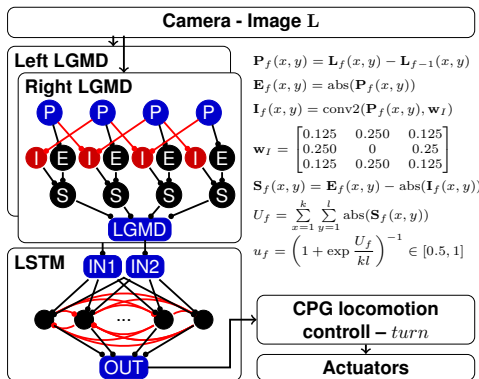 Camera - Image L
Left LGMD
Right LGMD
P P P P
I E I E I E I E
S S S S
LGMD
LSTM
IN1 IN2
...
OUT
P_f(x, y) = L_f(x, y) − L_{f−1}(x, y)
E_f(x, y) = abs(P_f(x, y))
I_f(x, y) = conv2(P_f(x, y), w_I)
w_I = [0.125 0.250 0.125
0.250 0 0.25
0.125 0.250 0.125]
S_f(x, y) = E_f(x, y) − abs(I_f(x, y))
U_f = ∑_{x=1}^{k} ∑_{y=1}^{l} abs(S_f(x, y))
u_f = (1 + exp U_f/kl)^{−1} ∈ [0.5, 1]
CPG locomotion
controll – turn
Actuators